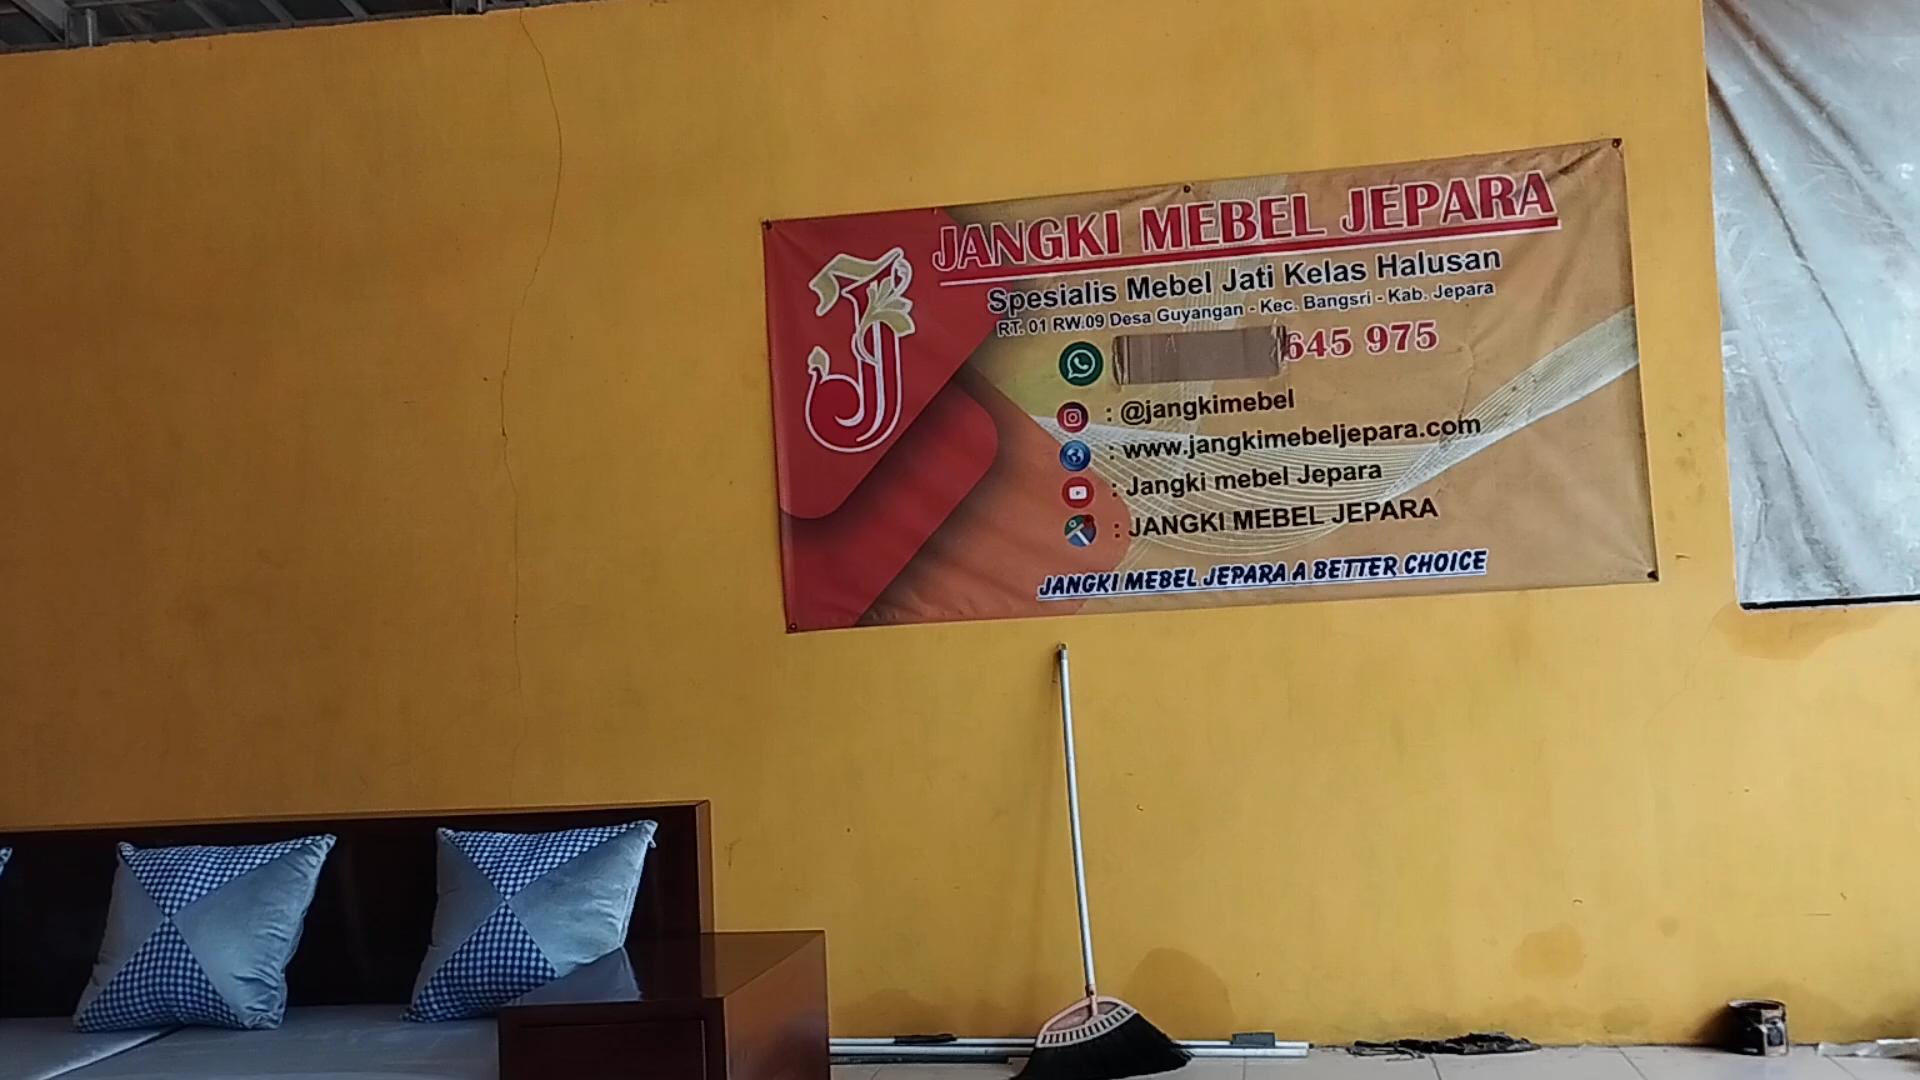 JANGKI MEBEL JEPARA
Spesialis Mebel Jati Kelas Halusan
RT. 01 RW.09 Desa Guyangan - Kec. Bangsri - Kab. Jepara
645 975
: @jangkimebel
: www.jangkimebeljepara.com
: Jangki mebel Jepara
: JANGKI MEBEL JEPARA
JANGKI MEBEL JEPARA A BETTER CHOICE